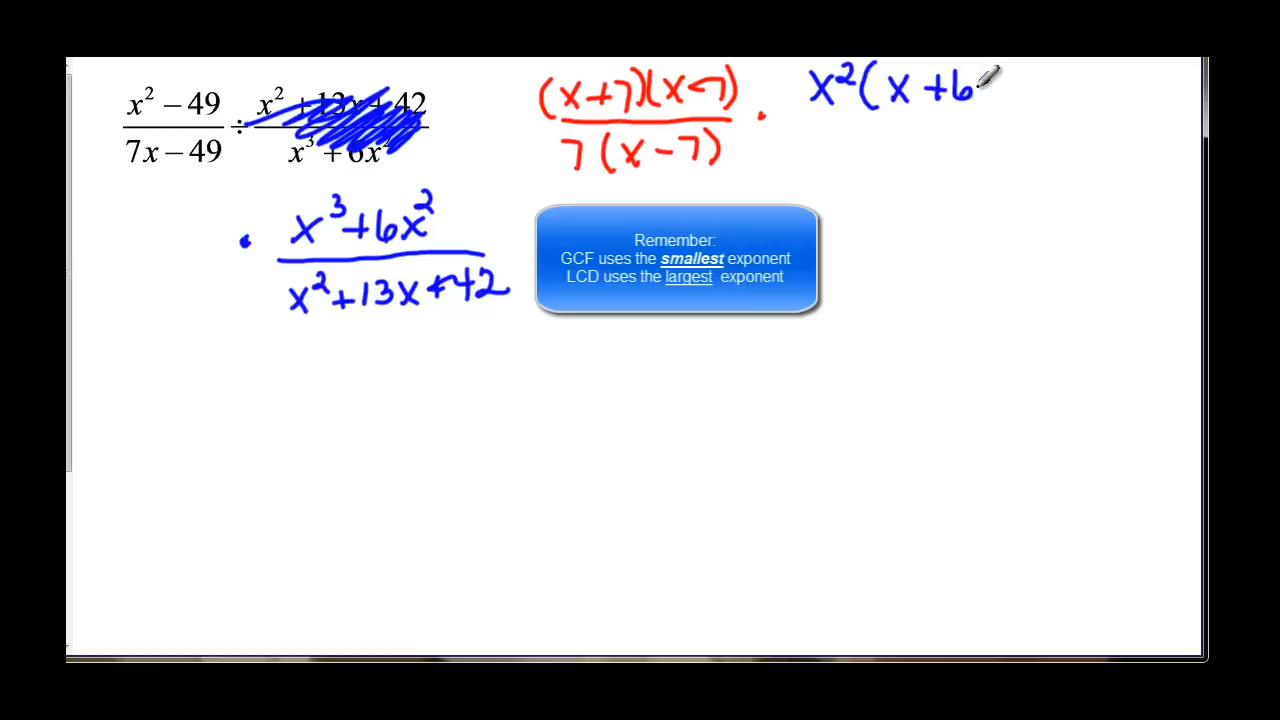 x² − 49 / 7x − 49 ÷ x² + 13x + 42 / x³ + 6x²
(x+7)(x-7) / 7(x-7) · x²(x+6
· x³+6x² / x²+13x+42
Remember:
GCF uses the smallest exponent
LCD uses the largest exponent